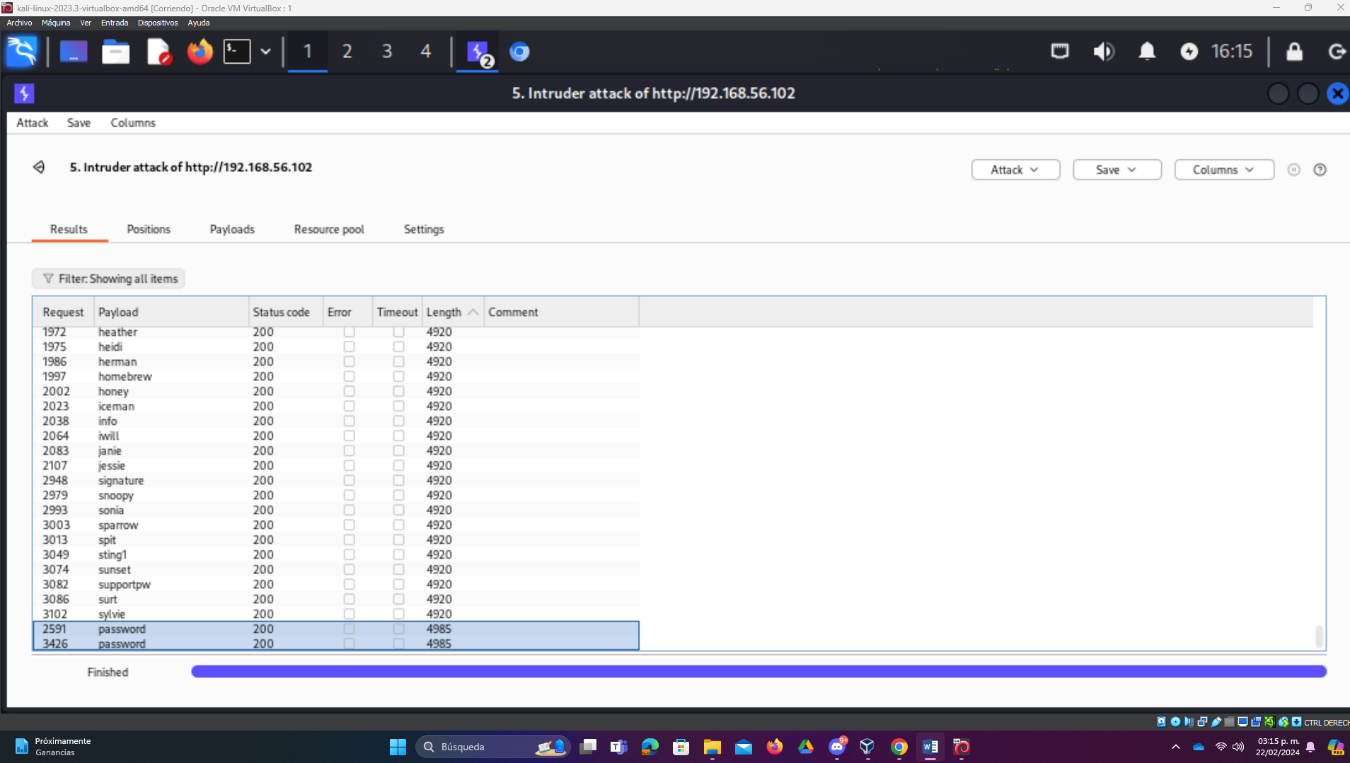 kali-linux-2023.3-virtualbox-amd64 [Corriendo] - Oracle VM VirtualBox : 1
Archivo Máquina Ver Entrada Dispositivos Ayuda
1 2 3 4 2 16:15
5. Intruder attack of http://192.168.56.102
Attack Save Columns
5. Intruder attack of http://192.168.56.102 Attack Save Columns
Results Positions Payloads Resource pool Settings
Filter: Showing all items
Request Payload Status code Error Timeout Length Comment
1972 heather 200 4920
1975 heidi 200 4920
1986 herman 200 4920
1997 homebrew 200 4920
2002 honey 200 4920
2023 iceman 200 4920
2038 info 200 4920
2064 iwill 200 4920
2083 janie 200 4920
2107 jessie 200 4920
2948 signature 200 4920
2979 snoopy 200 4920
2993 sonia 200 4920
3003 sparrow 200 4920
3013 spit 200 4920
3049 sting1 200 4920
3074 sunset 200 4920
3082 supportpw 200 4920
3086 surt 200 4920
3102 sylvie 200 4920
2591 password 200 4985
3426 password 200 4985
Finished
CTRL DERECH
Próximamente
Ganancias
Búsqueda
03:15 p. m.
22/02/2024